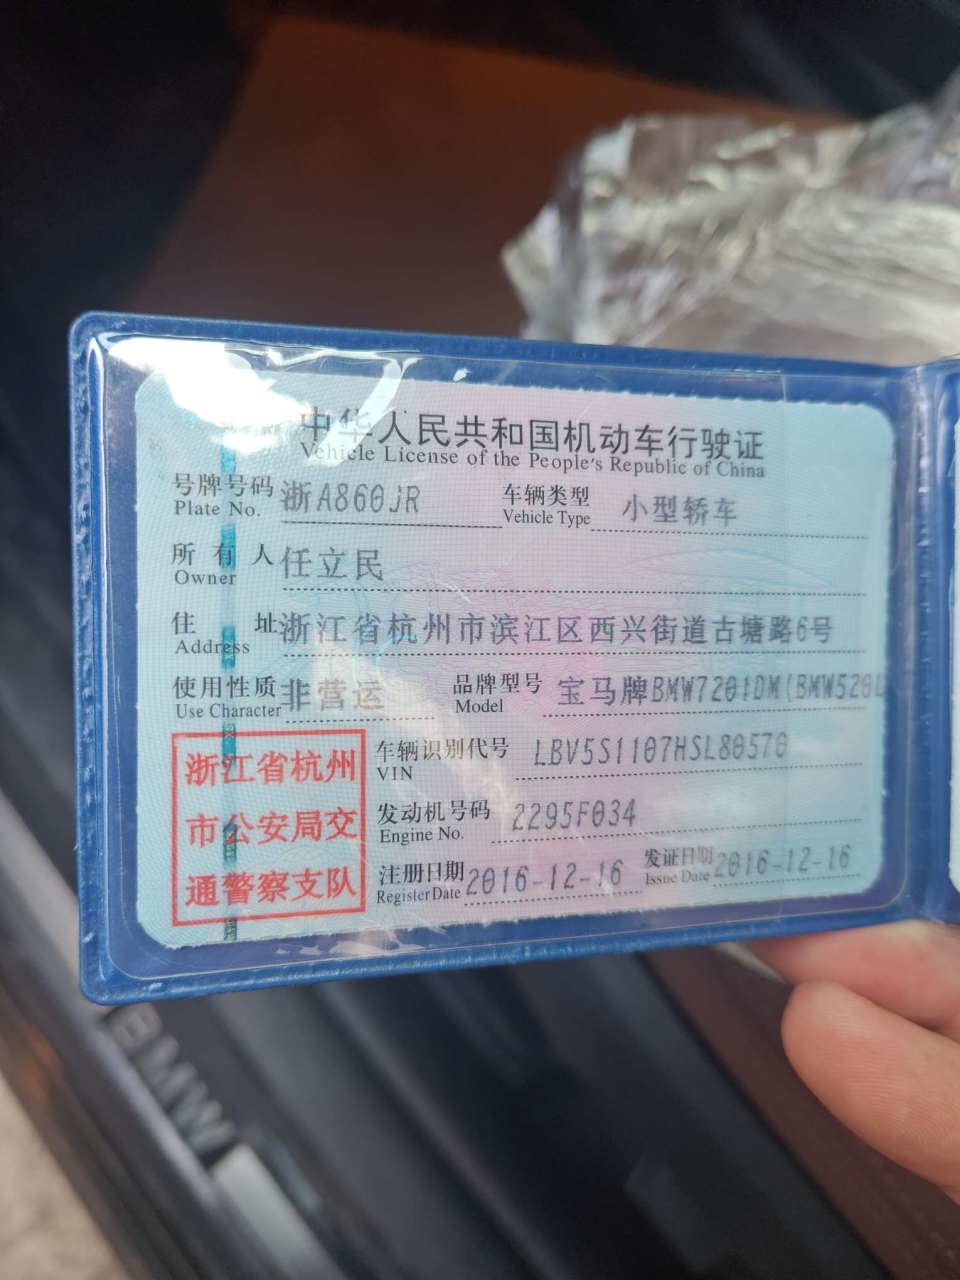 中华人民共和国机动车行驶证
Vehicle License of the People's Republic of China
号牌号码 浙A860JR 车辆类型 小型轿车
Plate No. Vehicle Type
所有人 任立民
Owner
住址 浙江省杭州市滨江区西兴街道古塘路6号
Address
使用性质 非营运 品牌型号 宝马牌BMW7201DM(BMW520L
Use Character Model
浙江省杭州
市公安局交
通警察支队
车辆识别代号 LBV5S1107HSL80570
VIN
发动机号码 2295F034
Engine No.
注册日期 2016-12-16 发证日期 2016-12-16
Register Date Issue Date
BMW